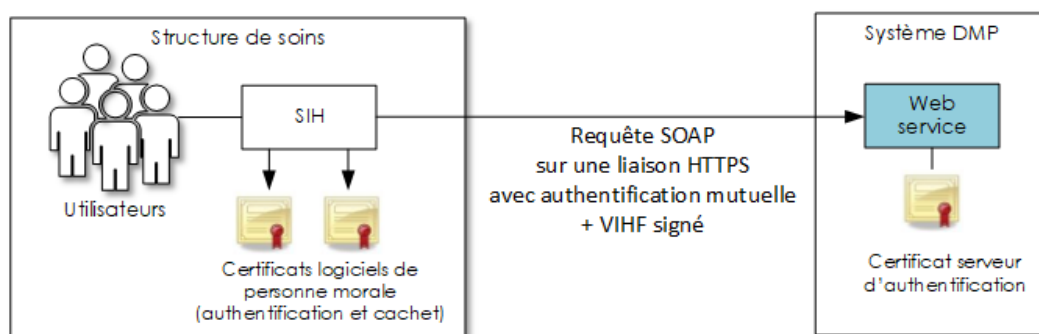 Structure de soins
SIH
Utilisateurs
Certificats logiciels de
personne morale
(authentification et cachet)
Requête SOAP
sur une liaison HTTPS
avec authentification mutuelle
+ VIHF signé
Système DMP
Web
service
Certificat serveur
d'authentification